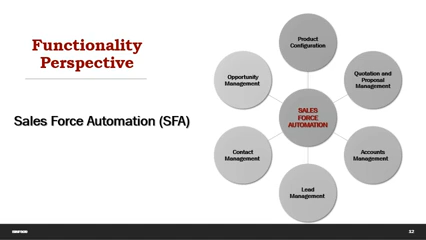 Functionality
Perspective
Sales Force Automation (SFA)
Product
Configuration
Opportunity
Management
Quotation and
Proposal
Management
SALES
FORCE
AUTOMATION
Contact
Management
Accounts
Management
Lead
Management
12